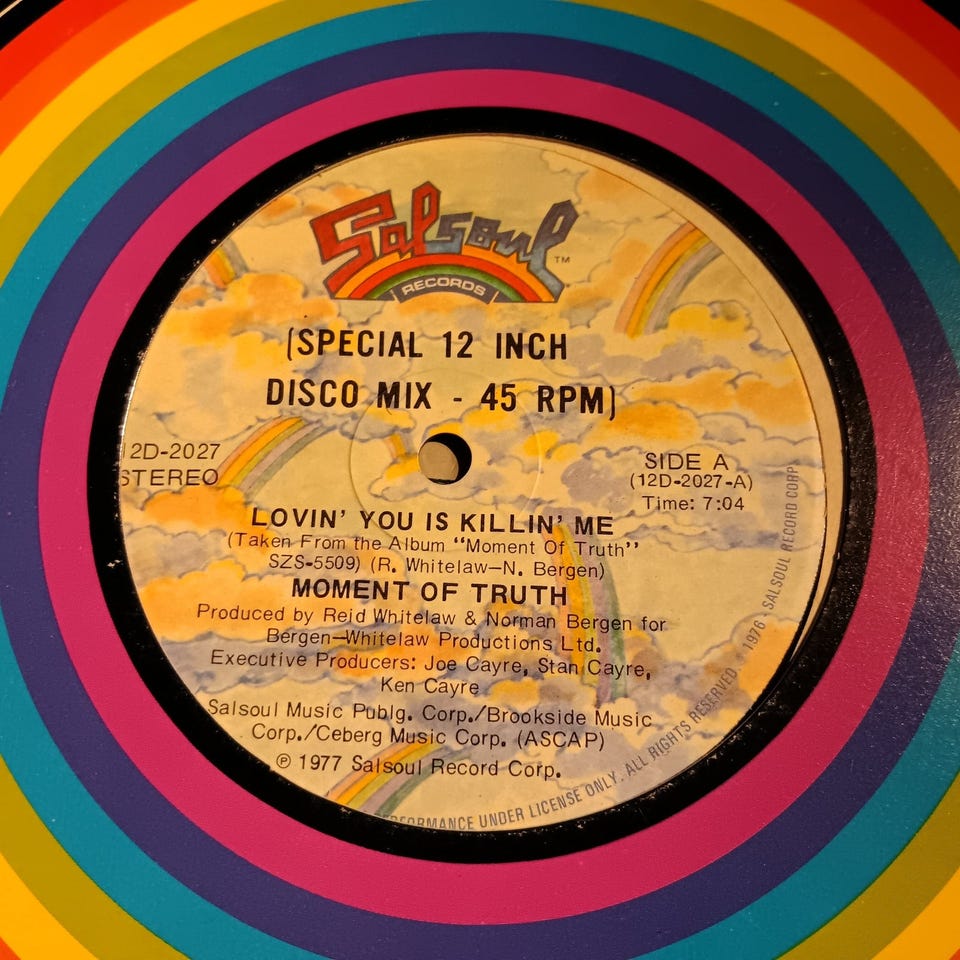 Salsoul TM
RECORDS
(SPECIAL 12 INCH
DISCO MIX - 45 RPM)
12D-2027
STEREO
SIDE A
(12D-2027-A)
Time: 7:04
LOVIN' YOU IS KILLIN' ME
(Taken From the Album "Moment Of Truth"
SZS-5509) (R. Whitelaw—N. Bergen)
MOMENT OF TRUTH
Produced by Reid Whitelaw & Norman Bergen for
Bergen—Whitelaw Productions Ltd.
Executive Producers: Joe Cayre, Stan Cayre,
Ken Cayre
Salsoul Music Publg. Corp./Brookside Music
Corp./Ceberg Music Corp. (ASCAP)
℗ 1977 Salsoul Record Corp.
PERFORMANCE UNDER LICENSE ONLY. ALL RIGHTS RESERVED © 1976 SALSOUL RECORD CORP.